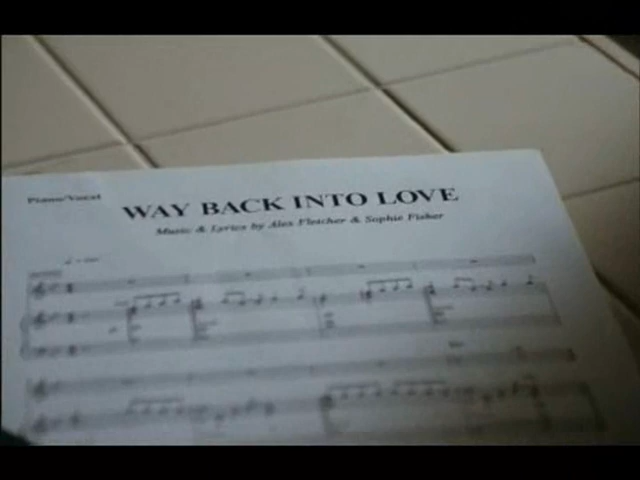 Piano/Vocal
WAY BACK INTO LOVE
Music & Lyrics by Alex Fletcher & Sophie Fisher